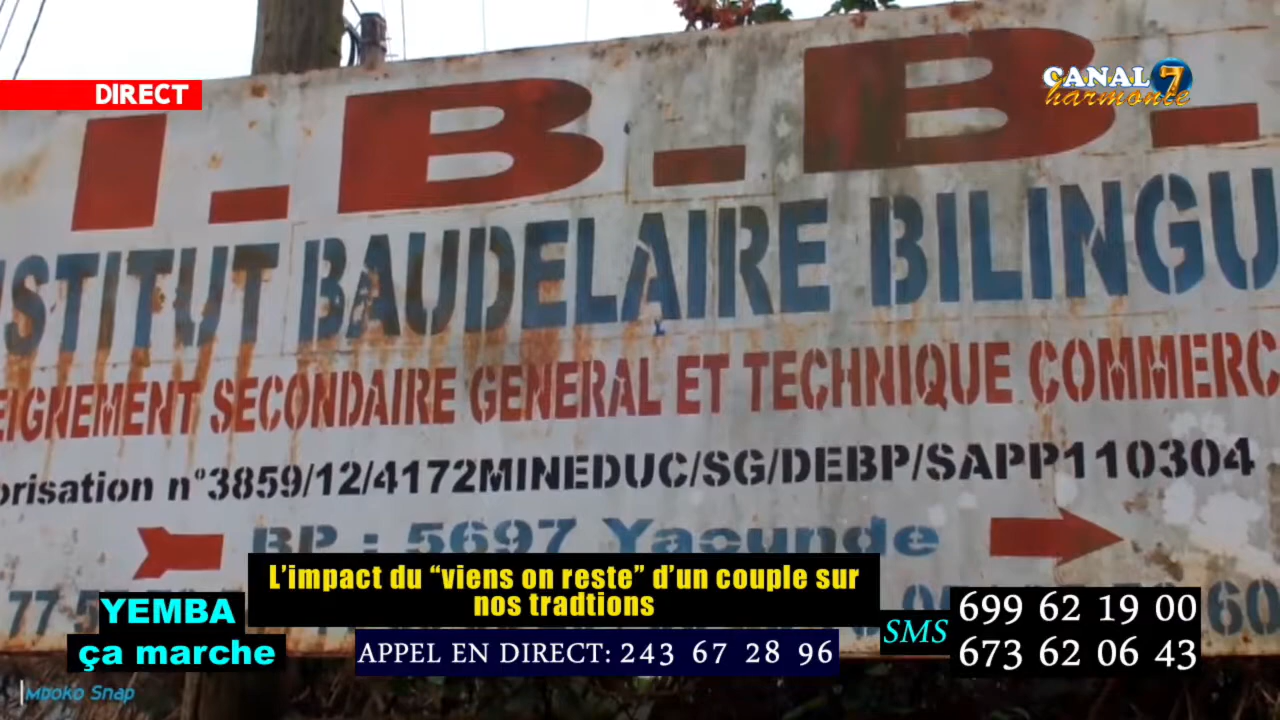 DIRECT
CANAL 7
harmonie
I.-B.-B.-
NSTITUT BAUDELAIRE BILINGU
EIGNEMENT SECONDAIRE GENERAL ET TECHNIQUE COMMERC
orisation n°3859/12/4172MINEDUC/SG/DEBP/SAPP110304
BP : 5697 Yaounde
L'impact du “viens on reste” d'un couple sur
nos tradtions
YEMBA
ça marche
APPEL EN DIRECT: 243 67 28 96
SMS
699 62 19 00
673 62 06 43
Mboko Snap